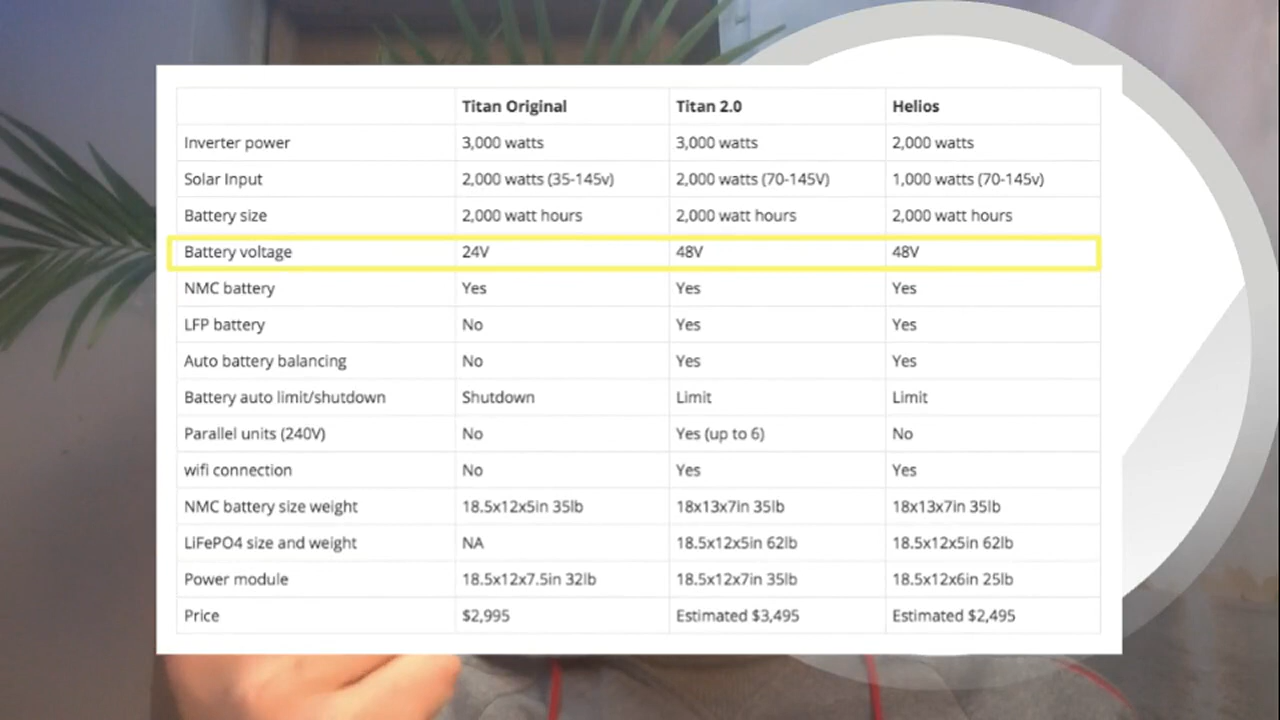 Titan Original Titan 2.0 Helios
Inverter power 3,000 watts 3,000 watts 2,000 watts
Solar Input 2,000 watts (35-145v) 2,000 watts (70-145V) 1,000 watts (70-145v)
Battery size 2,000 watt hours 2,000 watt hours 2,000 watt hours
Battery voltage 24V 48V 48V
NMC battery Yes Yes Yes
LFP battery No Yes Yes
Auto battery balancing No Yes Yes
Battery auto limit/shutdown Shutdown Limit Limit
Parallel units (240V) No Yes (up to 6) No
wifi connection No Yes Yes
NMC battery size weight 18.5x12x5in 35lb 18x13x7in 35lb 18x13x7in 35lb
LiFePO4 size and weight NA 18.5x12x5in 62lb 18.5x12x5in 62lb
Power module 18.5x12x7.5in 32lb 18.5x12x7in 35lb 18.5x12x6in 25lb
Price $2,995 Estimated $3,495 Estimated $2,495